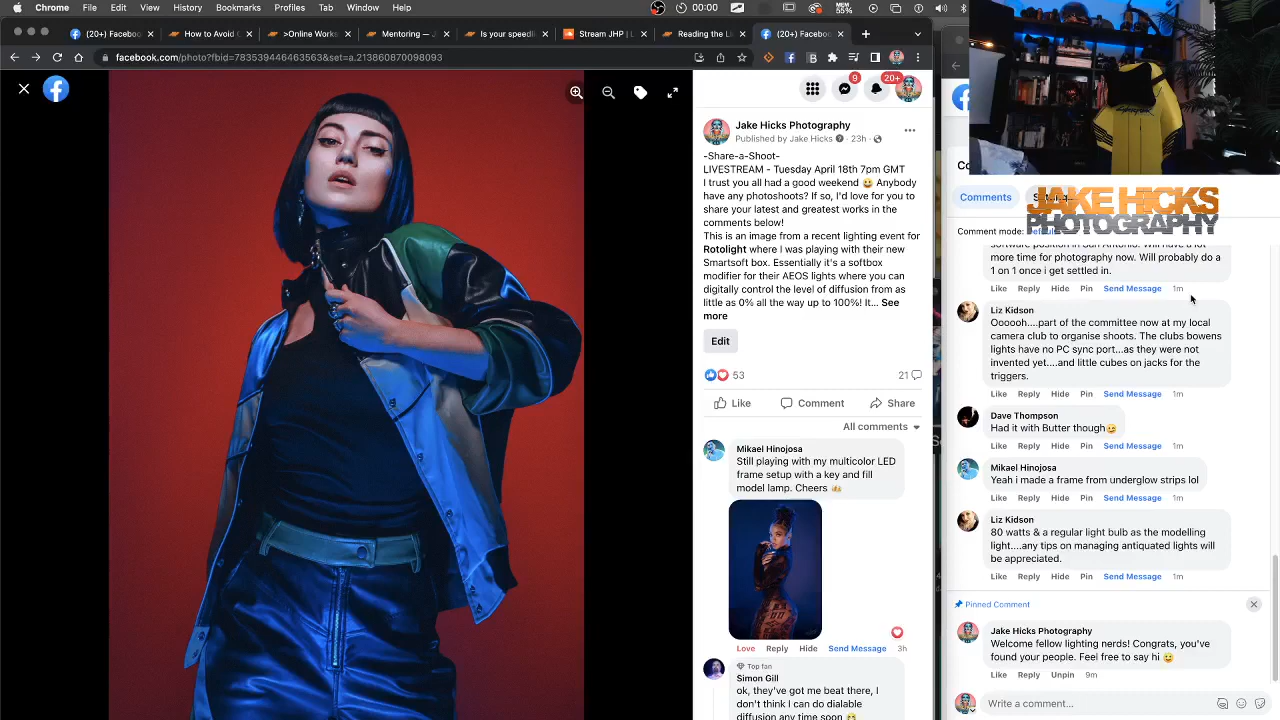 Chrome File Edit View History Bookmarks Profiles Tab Window Help
00:00
NEW
55%
(20+) Faceboo
How to Avoid C
>Online Works
Mentoring —
Is your speedli
Stream JHP | L
Reading the Li
(20+) Faceboo
facebook.com/photo?fbid=783539446463563&set=a.213860870098093
9
20+
Jake Hicks Photography
Published by Jake Hicks · 23h ·
-Share-a-Shoot-
LIVESTREAM - Tuesday April 18th 7pm GMT
I trust you all had a good weekend 😃 Anybody
have any photoshoots? If so, I'd love for you to
share your latest and greatest works in the
comments below!
This is an image from a recent lighting event for
Rotolight where I was playing with their new
Smartsoft box. Essentially it's a softbox
modifier for their AEOS lights where you can
digitally control the level of diffusion from as
little as 0% all the way up to 100%! It... See
more
Edit
53
21
Like Comment Share
All comments
Mikael Hinojosa
Still playing with my multicolor LED
frame setup with a key and fill
model lamp. Cheers 🍻
Love Reply Hide Send Message 3h
Top fan
Simon Gill
ok, they've got me beat there, I
don't think I can do dialable
diffusion any time soon
JAKE HICKS
PHOTOGRAPHY
Comments
Comment mode: Default
software position in San Antonio. Will have a lot
more time for photography now. Will probably do a
1 on 1 once i get settled in.
Like Reply Hide Pin Send Message 1m
Liz Kidson
Oooooh....part of the committee now at my local
camera club to organise shoots. The clubs bowens
lights have no PC sync port...as they were not
invented yet....and little cubes on jacks for the
triggers.
Like Reply Hide Pin Send Message 1m
Dave Thompson
Had it with Butter though
Like Reply Hide Pin Send Message 1m
Mikael Hinojosa
Yeah i made a frame from underglow strips lol
Like Reply Hide Pin Send Message 1m
Liz Kidson
80 watts & a regular light bulb as the modelling
light....any tips on managing antiquated lights will
be appreciated.
Like Reply Hide Pin Send Message 1m
Pinned Comment
Jake Hicks Photography
Welcome fellow lighting nerds! Congrats, you've
found your people. Feel free to say hi 😉
Like Reply Unpin 9m
Write a comment...